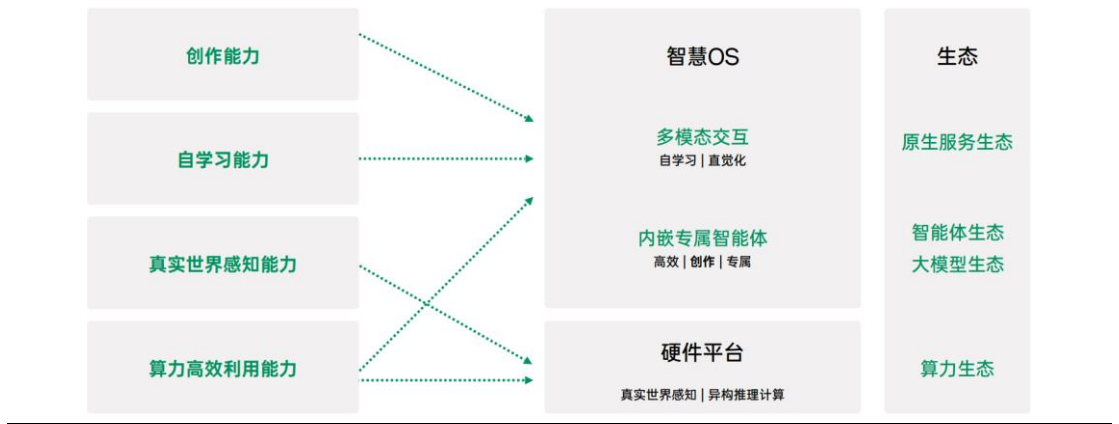 创作能力
自学习能力
真实世界感知能力
算力高效利用能力
智慧OS
多模态交互
自学习 | 直觉化
内嵌专属智能体
高效 | 创作 | 专属
硬件平台
真实世界感知 | 异构推理计算
生态
原生服务生态
智能体生态
大模型生态
算力生态